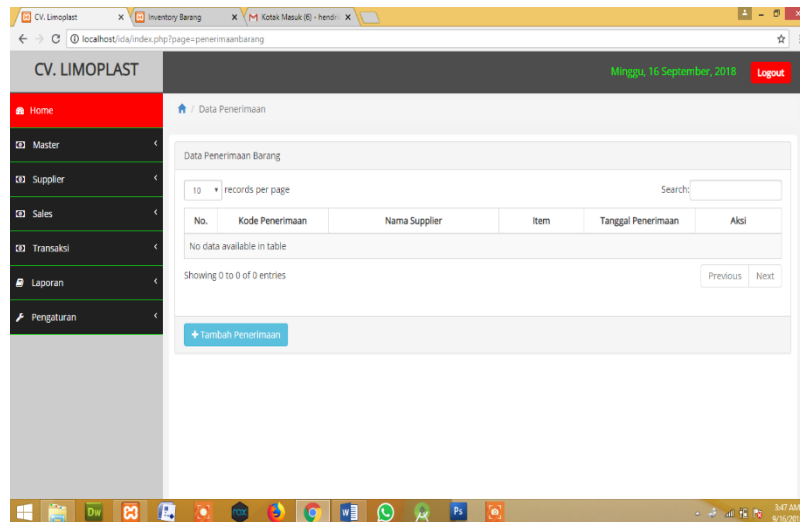 CV. Limoplast
Inventory Barang
Kotak Masuk (6) - hendri
localhost/ida/index.php?page=penerimaanbarang
CV. LIMOPLAST
Minggu, 16 September, 2018
Logout
Home
Master
Supplier
Sales
Transaksi
Laporan
Pengaturan
/ Data Penerimaan
Data Penerimaan Barang
10 records per page
Search:
No. Kode Penerimaan Nama Supplier Item Tanggal Penerimaan Aksi
No data available in table
Showing 0 to 0 of 0 entries
Previous Next
+ Tambah Penerimaan
Dw
Ps
3:47 AM